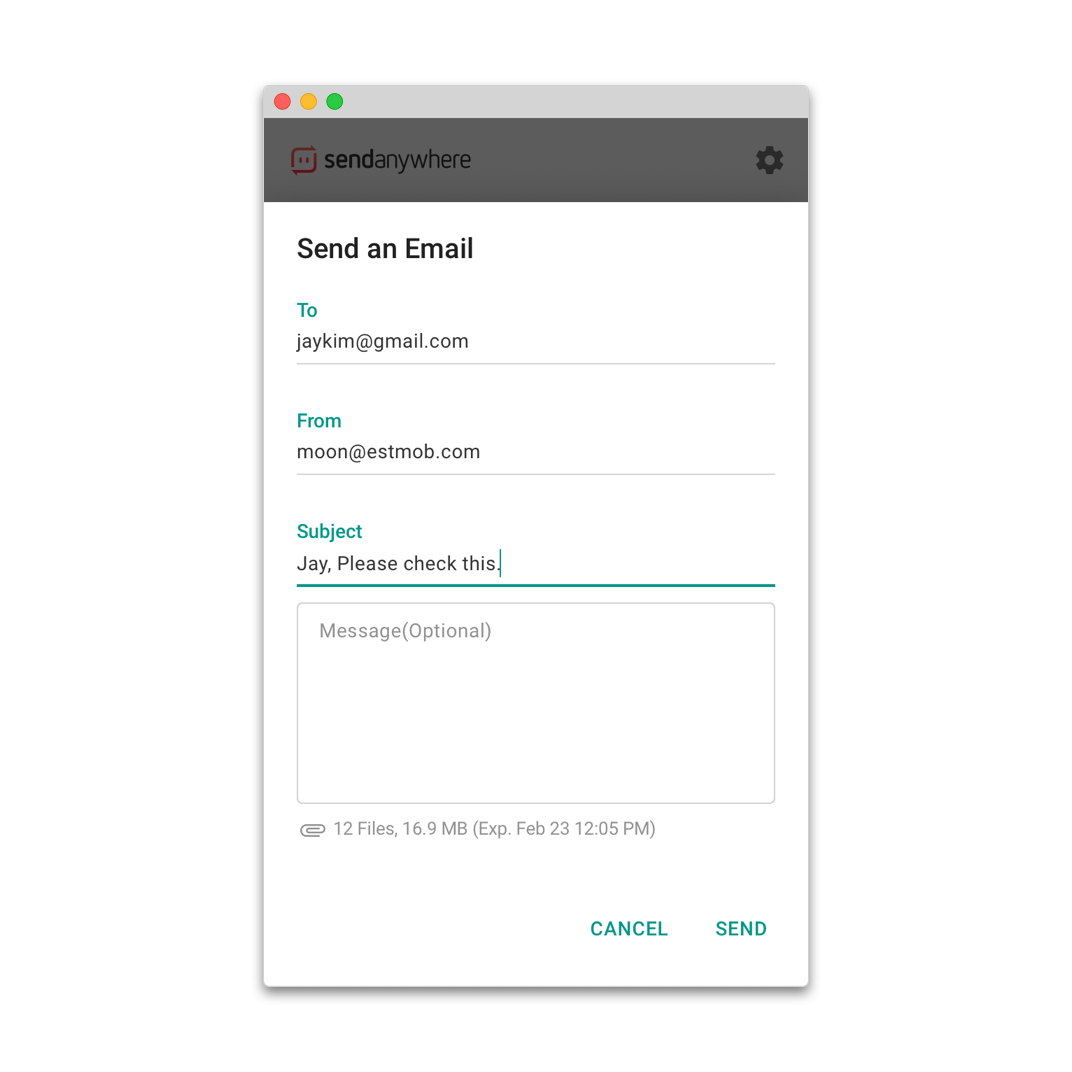 sendanywhere
Send an Email
To
jaykim@gmail.com
From
moon@estmob.com
Subject
Jay, Please check this.
Message(Optional)
12 Files, 16.9 MB (Exp. Feb 23 12:05 PM)
CANCEL SEND